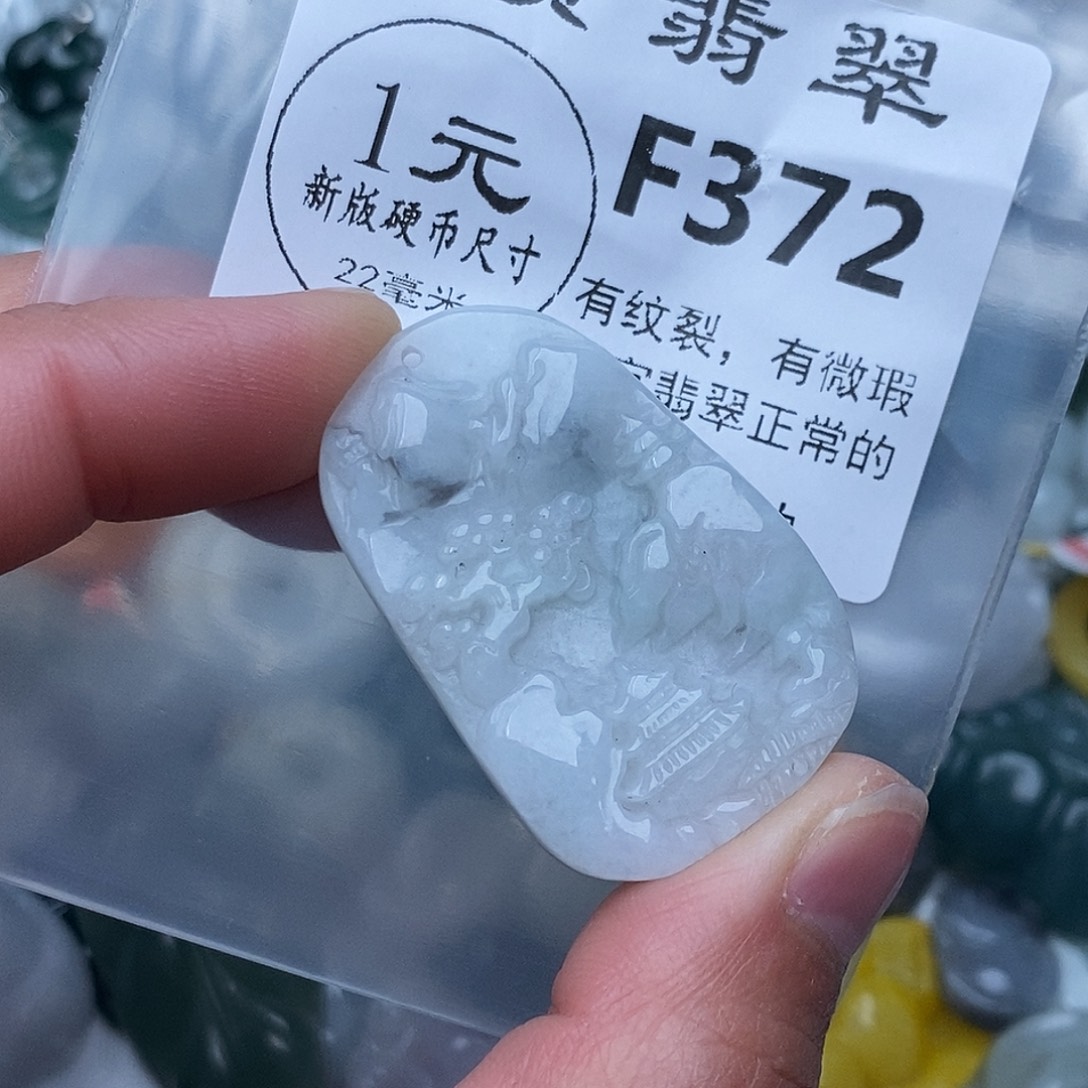 翡翠
1元
新版硬币尺寸
22毫米
F372
有纹裂，有微瑕
翡翠正常的